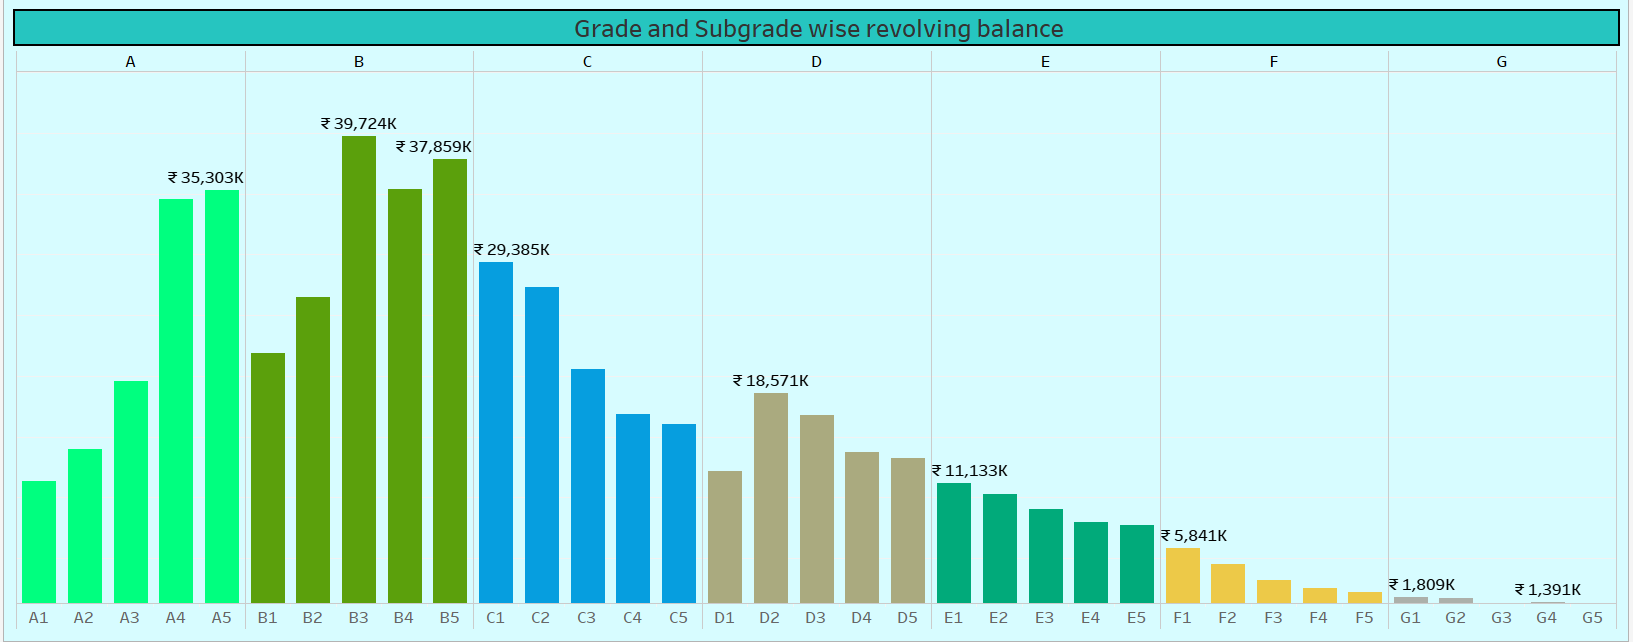 Grade and Subgrade wise revolving balance
A B C D E F G
₹ 39,724K
₹ 37,859K
₹ 35,303K
₹ 29,385K
₹ 18,571K
₹ 11,133K
₹ 5,841K
₹ 1,809K ₹ 1,391K
A1 A2 A3 A4 A5 B1 B2 B3 B4 B5 C1 C2 C3 C4 C5 D1 D2 D3 D4 D5 E1 E2 E3 E4 E5 F1 F2 F3 F4 F5 G1 G2 G3 G4 G5